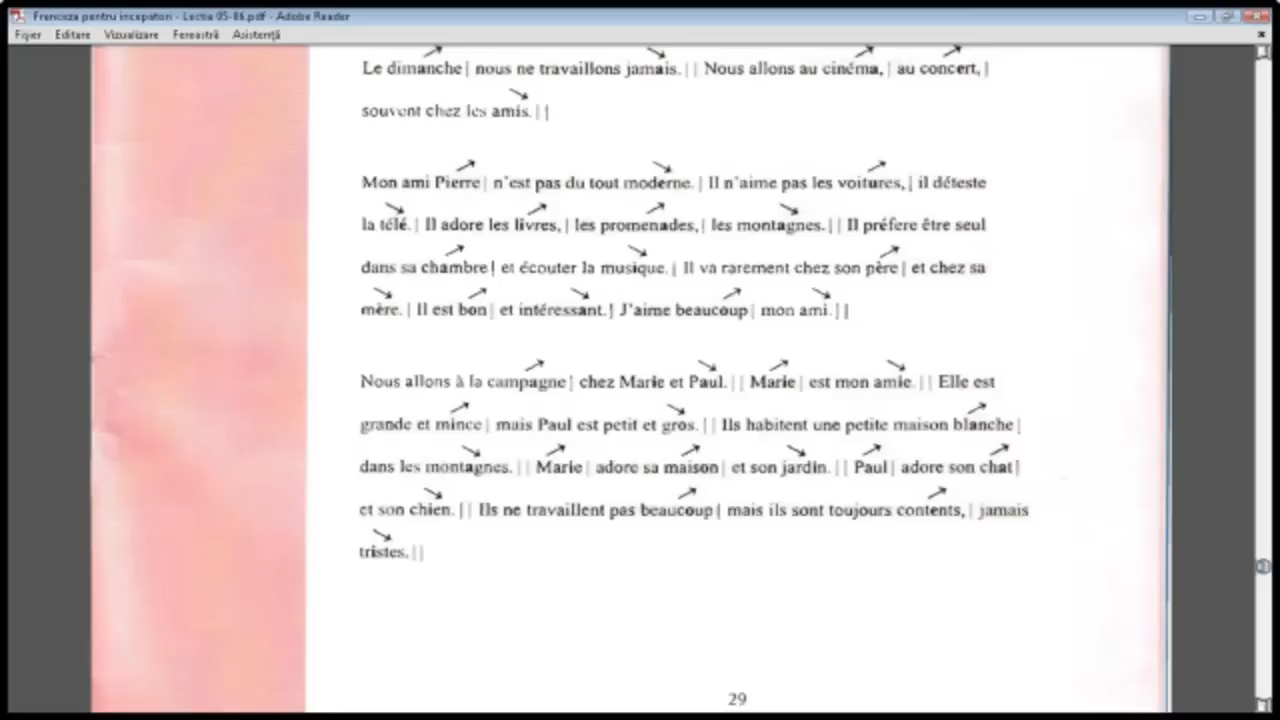 Franceza pentru incepatori - Lectia 05-06.pdf - Adobe Reader
Fișier Editare Vizualizare Fereastră Asistență
Le dimanche| nous ne travaillons jamais.|| Nous allons au cinéma,| au concert,|
souvent chez les amis.||
Mon ami Pierre| n'est pas du tout moderne.| Il n'aime pas les voitures,| il déteste
la télé.| Il adore les livres,| les promenades,| les montagnes.|| Il préfere être seul
dans sa chambre| et écouter la musique.| Il va rarement chez son père| et chez sa
mère.| Il est bon| et intéressant.| J'aime beaucoup| mon ami.||
Nous allons à la campagne| chez Marie et Paul.|| Marie| est mon amie.|| Elle est
grande et mince| mais Paul est petit et gros.|| Ils habitent une petite maison blanche|
dans les montagnes.|| Marie| adore sa maison| et son jardin.|| Paul| adore son chat|
et son chien.|| Ils ne travaillent pas beaucoup| mais ils sont toujours contents,| jamais
tristes.||
29